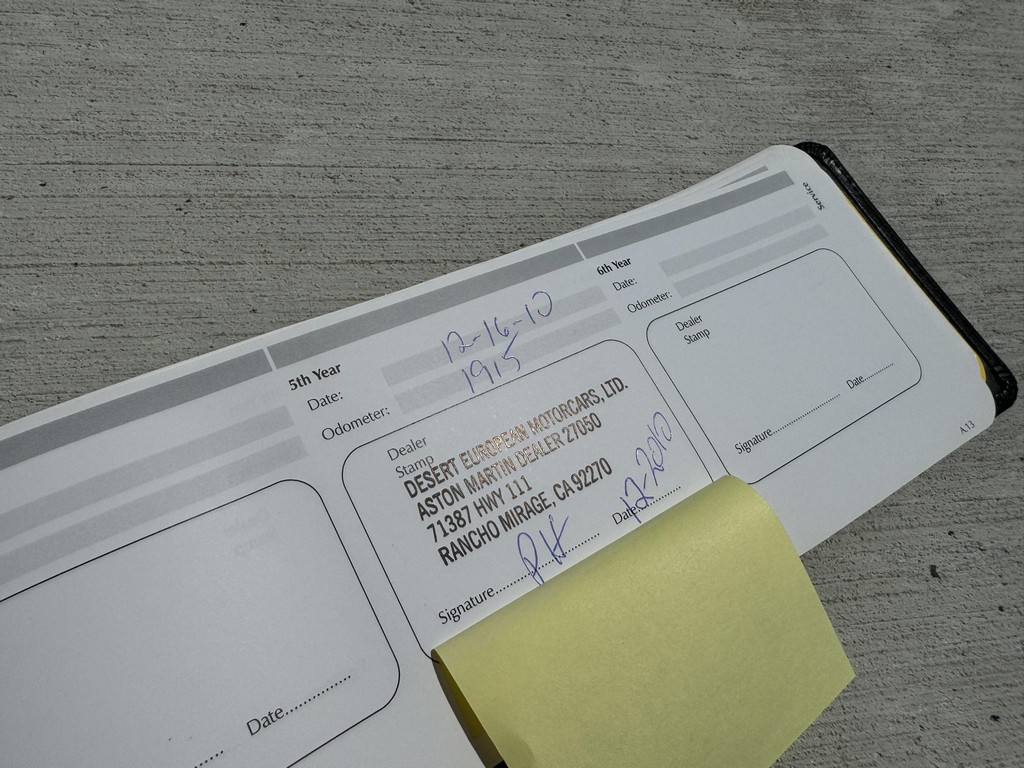 Service
5th Year
Date: 12-16-10
Odometer: 1915
Dealer
Stamp
DESERT EUROPEAN MOTORCARS, LTD.
ASTON MARTIN DEALER 27050
71387 HWY 111
RANCHO MIRAGE, CA 92270
Signature PH Date 12-2010
6th Year
Date:
Odometer:
Dealer
Stamp
Signature Date
Date
A13